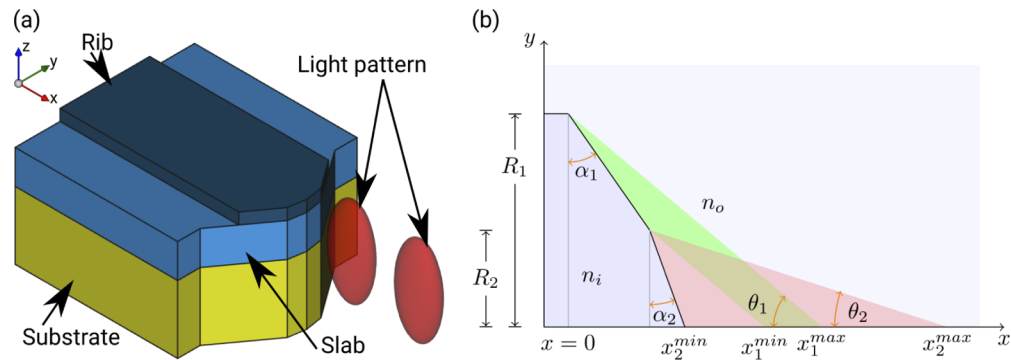 (a)
Rib
z
y
x
Light pattern
Substrate
Slab
(b)
y
R₁
α₁
nₒ
R₂
nᵢ
α₂
θ₁
θ₂
x = 0
x₂ᵐⁱⁿ
x₁ᵐⁱⁿ
x₁ᵐᵃˣ
x₂ᵐᵃˣ
x